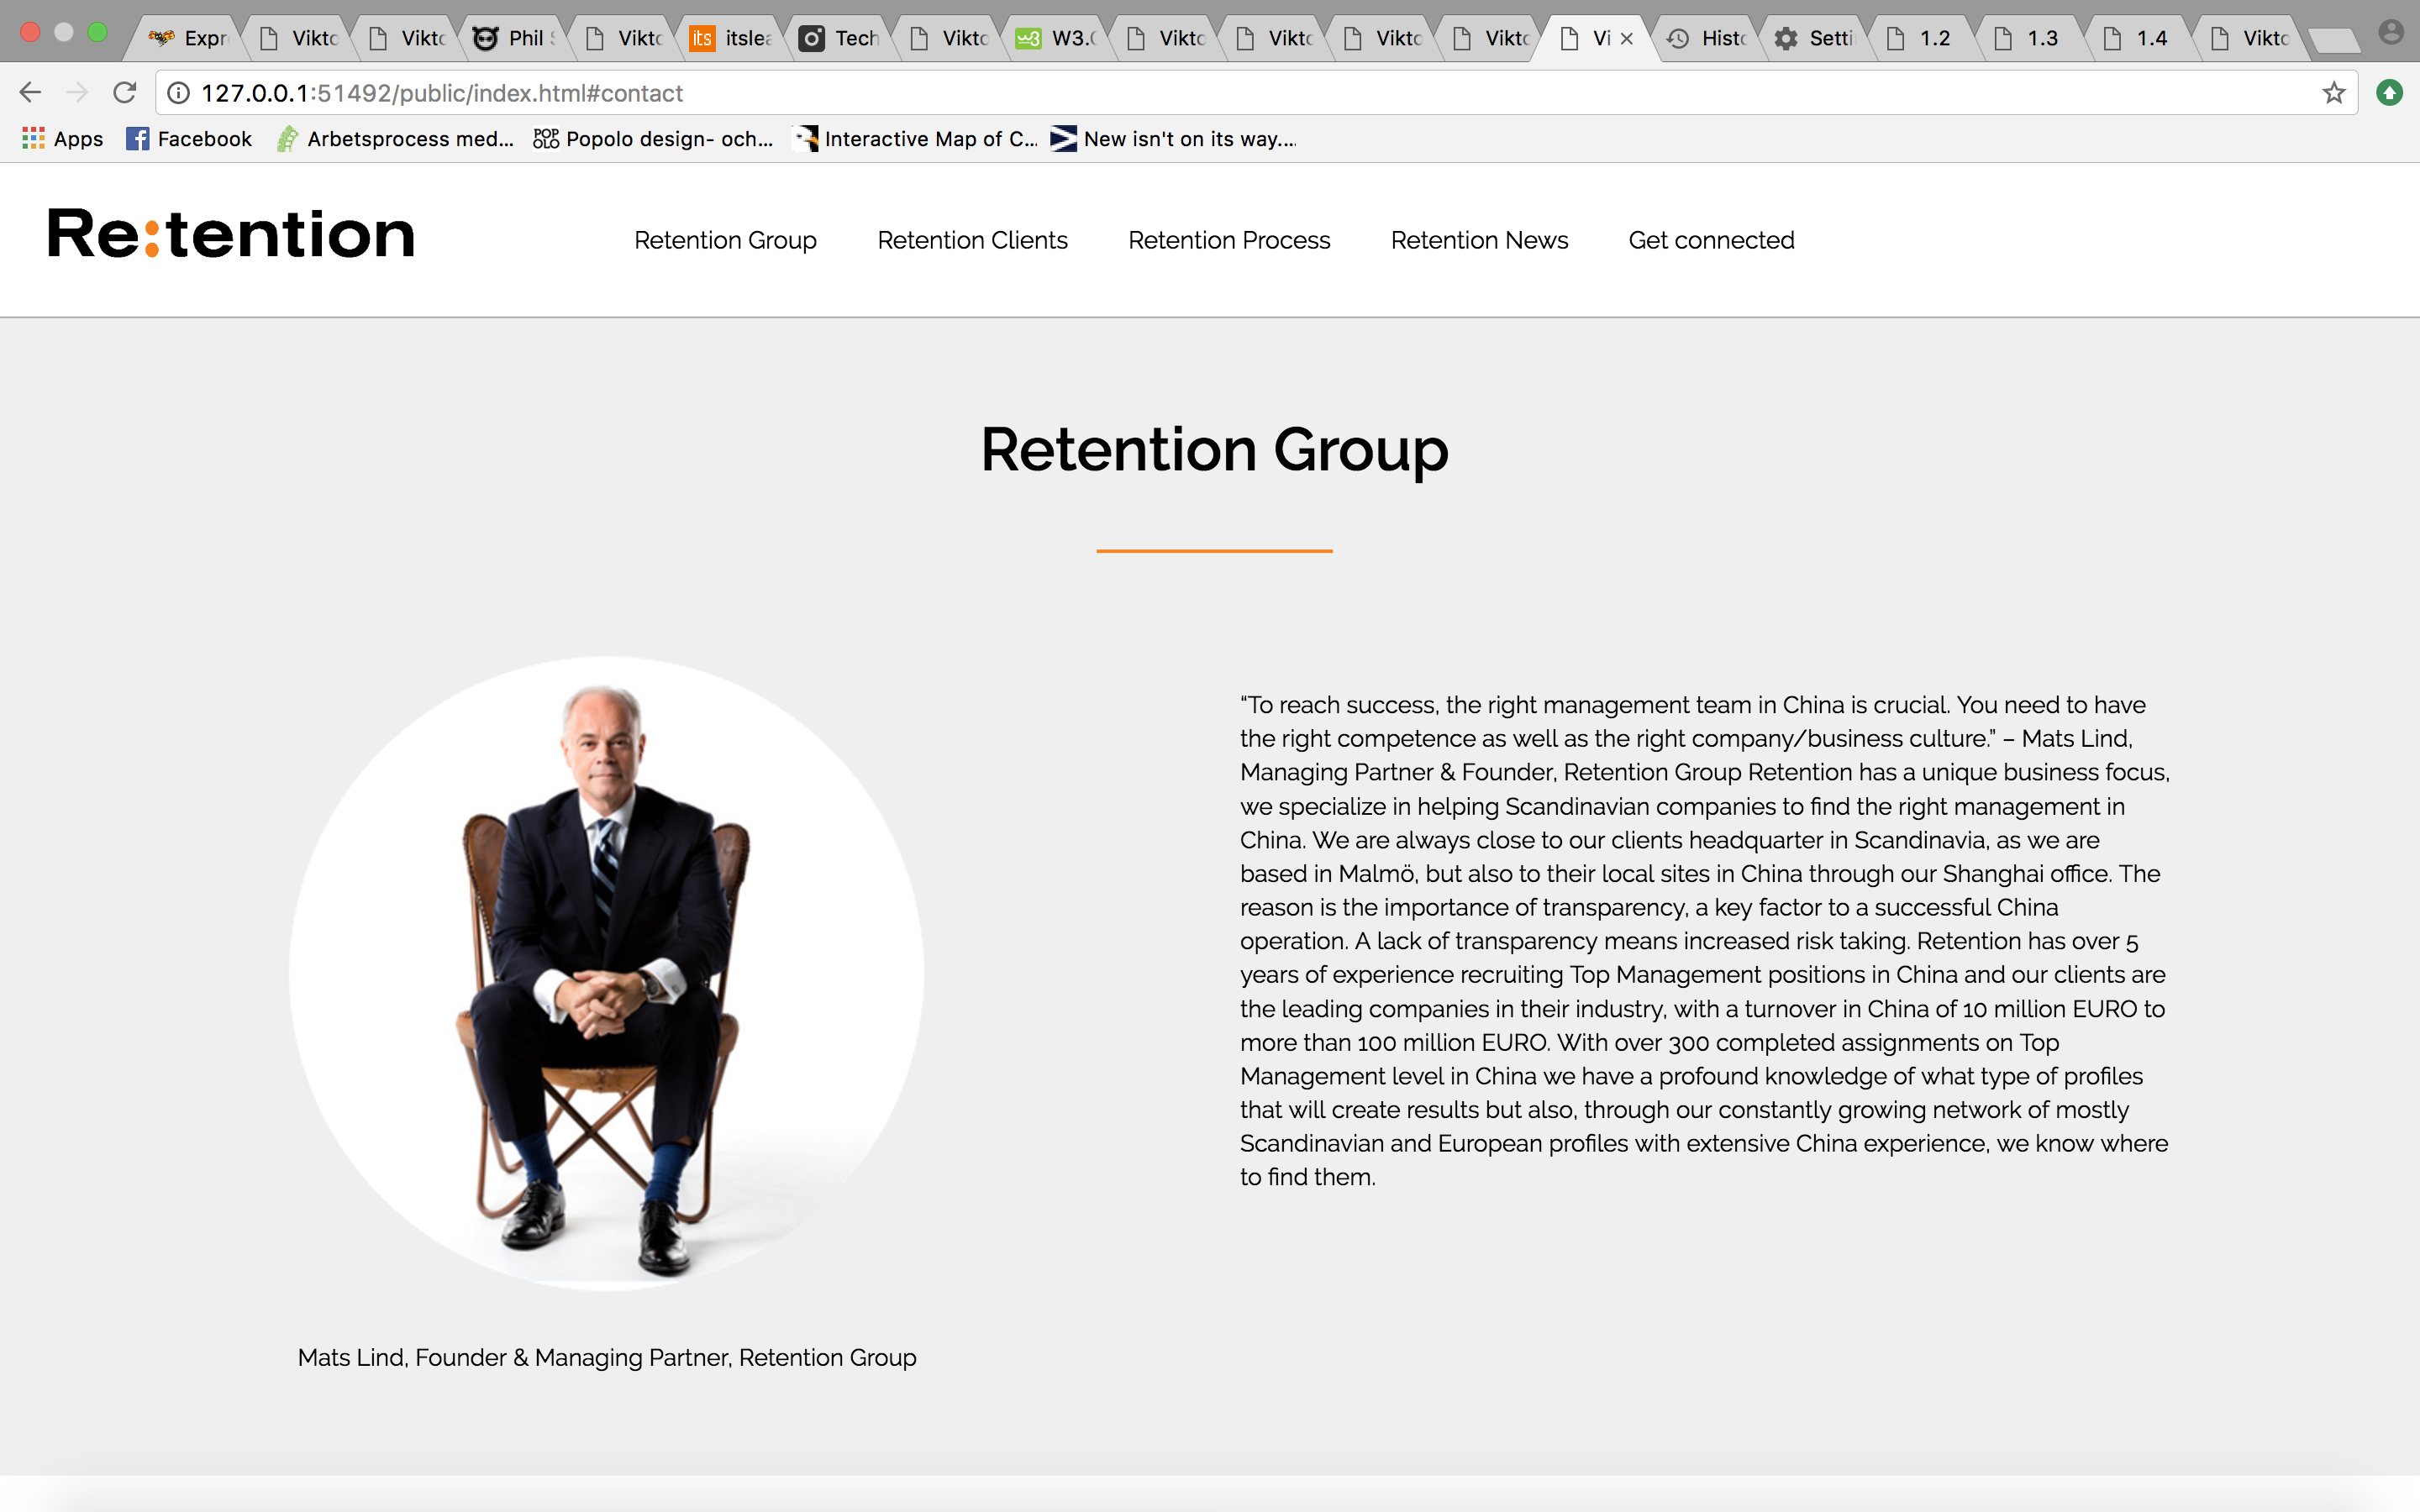 Expr Vikto Vikto Phil S Vikto its itslea Tech Vikto W3.C Vikto Vikto Vikto Vikto Vi Histo Setti 1.2 1.3 1.4 Vikto
127.0.0.1:51492/public/index.html#contact
Apps Facebook Arbetsprocess med... POPOLO Popolo design- och... Interactive Map of C... New isn't on its way....
Re:tention Retention Group Retention Clients Retention Process Retention News Get connected
Retention Group
“To reach success, the right management team in China is crucial. You need to have
the right competence as well as the right company/business culture.” – Mats Lind,
Managing Partner & Founder, Retention Group Retention has a unique business focus,
we specialize in helping Scandinavian companies to find the right management in
China. We are always close to our clients headquarter in Scandinavia, as we are
based in Malmö, but also to their local sites in China through our Shanghai office. The
reason is the importance of transparency, a key factor to a successful China
operation. A lack of transparency means increased risk taking. Retention has over 5
years of experience recruiting Top Management positions in China and our clients are
the leading companies in their industry, with a turnover in China of 10 million EURO to
more than 100 million EURO. With over 300 completed assignments on Top
Management level in China we have a profound knowledge of what type of profiles
that will create results but also, through our constantly growing network of mostly
Scandinavian and European profiles with extensive China experience, we know where
to find them.
Mats Lind, Founder & Managing Partner, Retention Group